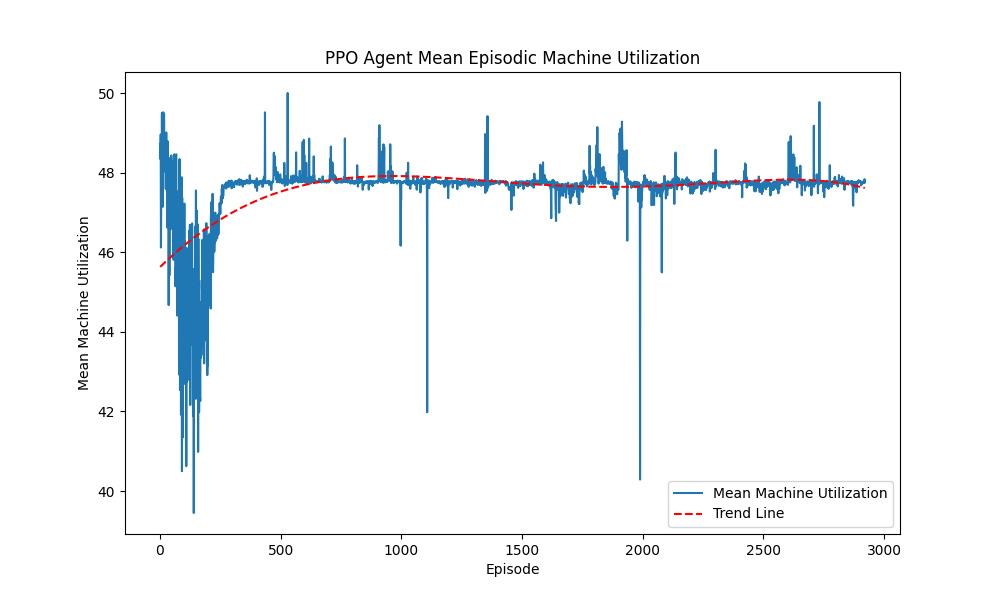 PPO Agent Mean Episodic Machine Utilization
Mean Machine Utilization
50
48
46
44
42
40
Mean Machine Utilization
Trend Line
0 500 1000 1500 2000 2500 3000
Episode